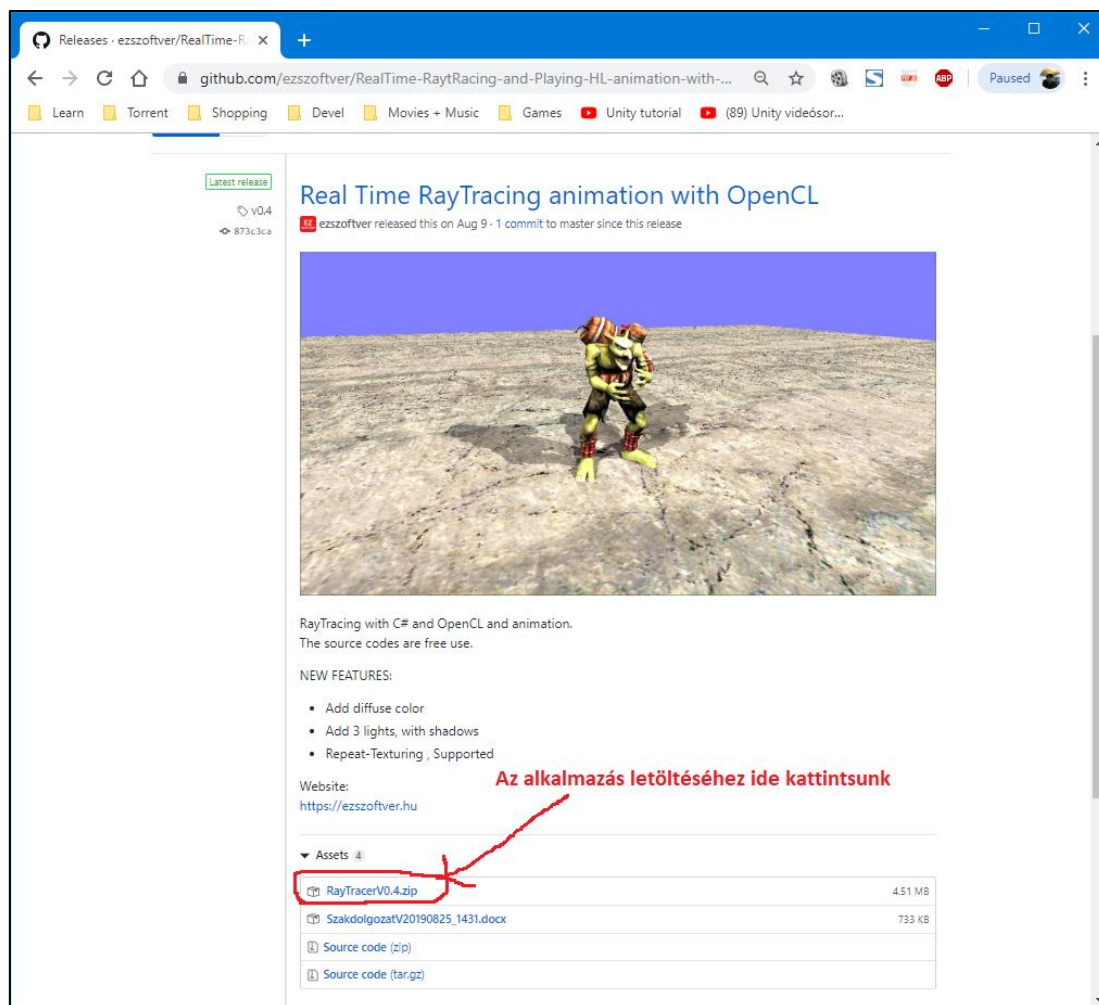 Releases · ezszoftver/RealTime-R
github.com/ezszoftver/RealTime-RaytRacing-and-Playing-HL-animation-with-...
ABP
Paused
Learn
Torrent
Shopping
Devel
Movies + Music
Games
Unity tutorial
(89) Unity videósor...
Latest release
v0.4
873c3ca
Real Time RayTracing animation with OpenCL
ezszoftver released this on Aug 9 · 1 commit to master since this release
RayTracing with C# and OpenCL and animation.
The source codes are free use.
NEW FEATURES:
• Add diffuse color
• Add 3 lights, with shadows
• Repeat-Texturing , Supported
Az alkalmazás letöltéséhez ide kattintsunk
Website:
https://ezszoftver.hu
Assets 4
RayTracerV0.4.zip 4.51 MB
SzakdolgozatV20190825_1431.docx 733 KB
Source code (zip)
Source code (tar.gz)